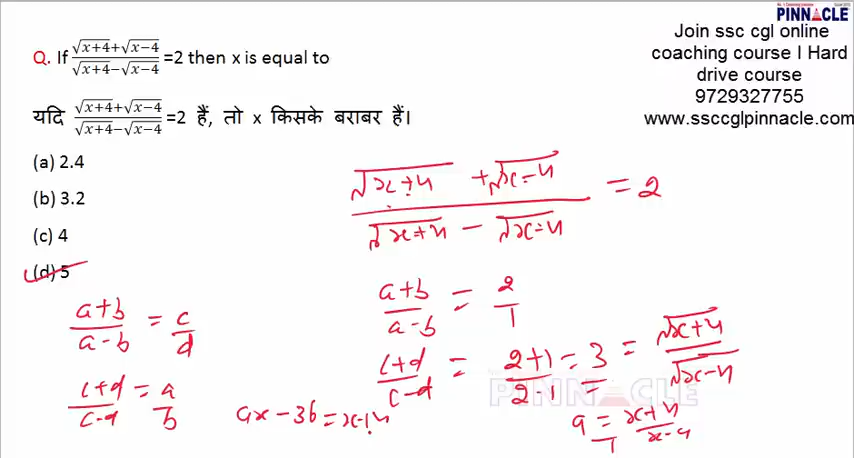 PINNACLE
Join ssc cgl online
coaching course I Hard
drive course
9729327755
www.ssccglpinnacle.com
Q. If (√(x+4)+√(x−4))/(√(x+4)−√(x−4))=2 then x is equal to
यदि (√(x+4)+√(x−4))/(√(x+4)−√(x−4))=2 हैं, तो x किसके बराबर हैं।
(a) 2.4
(b) 3.2
(c) 4
(d) 5
(√(x+4) + √(x−4))/(√(x+4) − √(x−4)) = 2
(a+b)/(a-b) = c/d
(c+d)/(c-d) = a/b
(a+b)/(a-b) = 2/1
(c+d)/(c-d) = (2+1)/(2-1) = 3 = √(x+4)/√(x-4)
PINNACLE
9/1 = (x+4)/(x-4)
9x - 36 = x+4